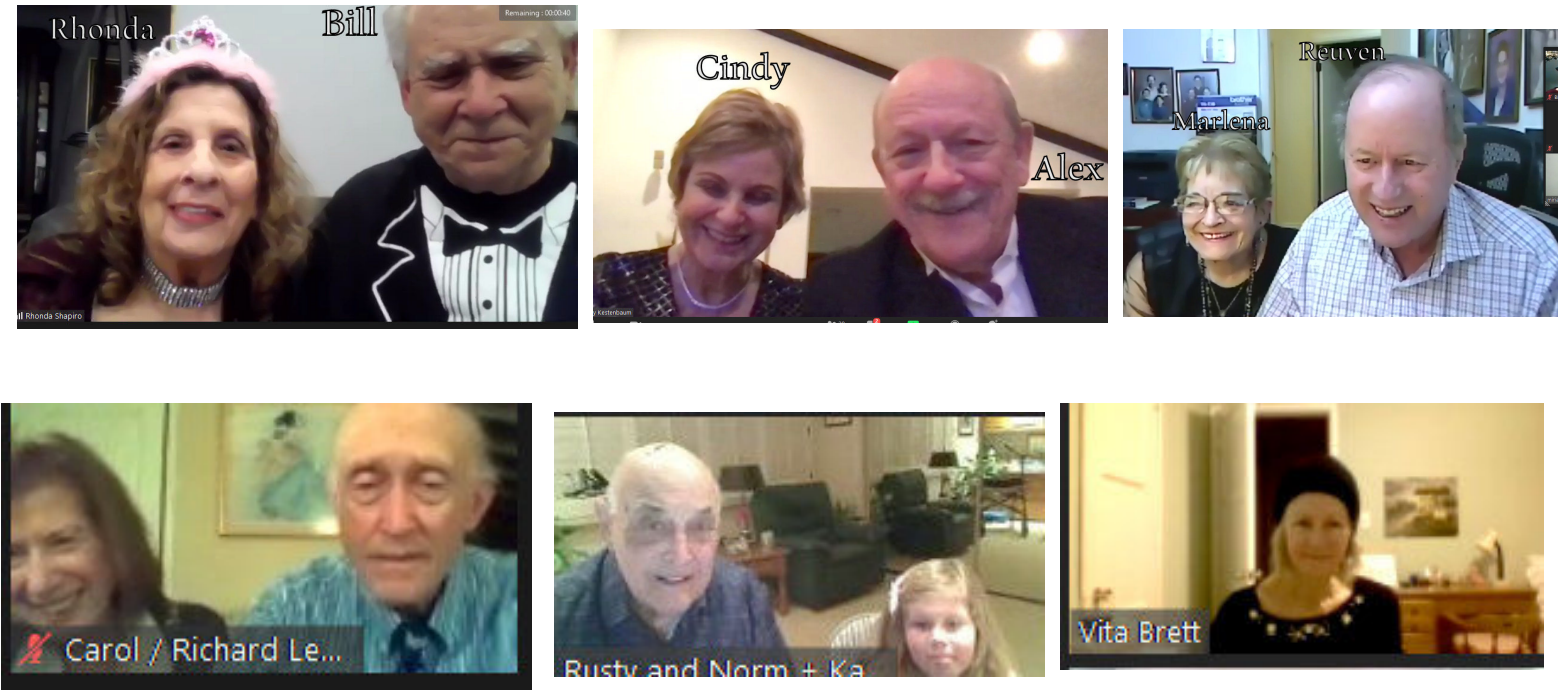 Rhonda
Bill
Remaining : 00:00:40
Rhonda Shapiro
Cindy
Alex
y Kestenbaum
Reuven
Marlena
Carol / Richard Le...
Rusty and Norm + Ka...
Vita Brett